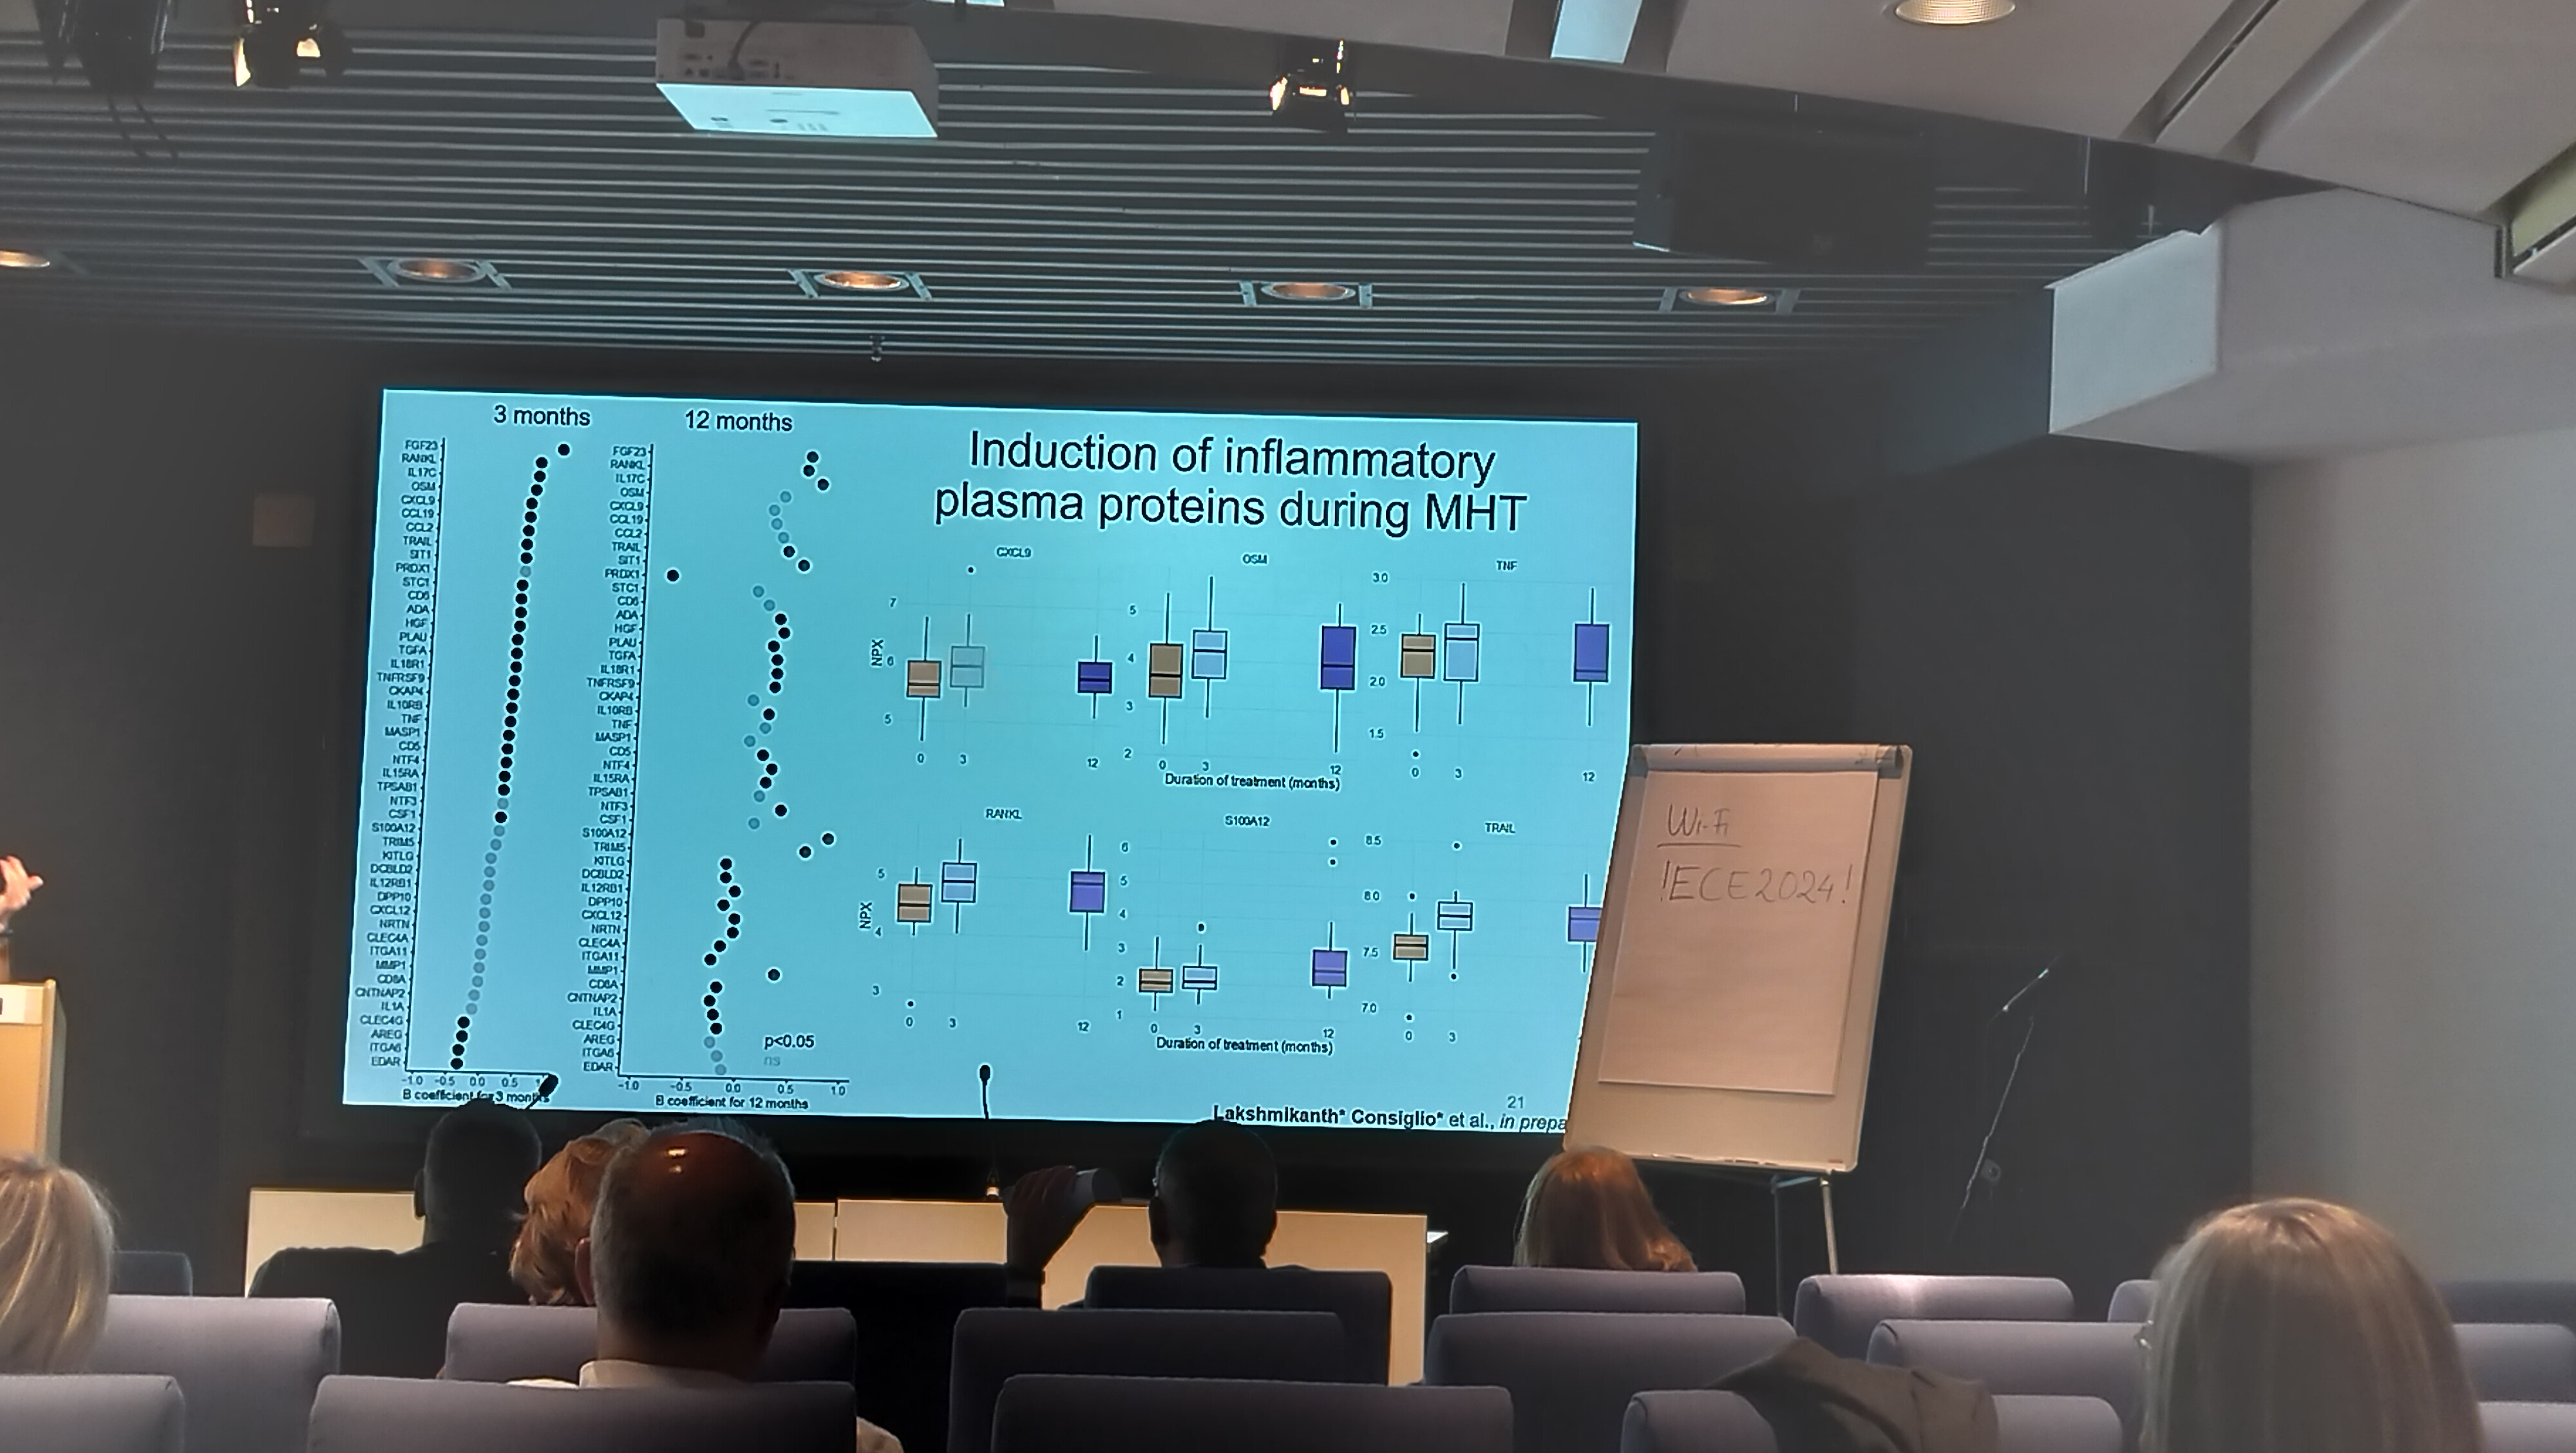 3 months
FGF23
RANKL
IL17C
OSM
CXCL9
CCL19
CCL2
TRAIL
SIT1
PRDX1
STC1
CD6
ADA
HGF
PLAU
TGFA
IL18R1
TNFRSF9
CKAP4
IL10RB
TNF
MASP1
CD5
NTF4
IL15RA
TPSAB1
NTF3
CSF1
S100A12
TRIM5
KITLG
DCBLD2
IL12RB1
DPP10
CXCL12
NRTN
CLEC4A
ITGA11
MMP1
CD8A
CNTNAP2
IL1A
CLEC4G
AREG
ITGA6
EDAR
-1.0 -0.5 0.0 0.5
B coefficient for 3 months
12 months
FGF23
RANKL
IL17C
OSM
CXCL9
CCL19
CCL2
TRAIL
SIT1
PRDX1
STC1
CD6
ADA
HGF
PLAU
TGFA
IL18R1
TNFRSF9
CKAP4
IL10RB
TNF
MASP1
CD5
NTF4
IL15RA
TPSAB1
NTF3
CSF1
S100A12
TRIM5
KITLG
DCBLD2
IL12RB1
DPP10
CXCL12
NRTN
CLEC4A
ITGA11
MMP1
CD8A
CNTNAP2
IL1A
CLEC4G
AREG
ITGA6
EDAR
p<0.05
ns
-1.0 -0.5 0.0 0.5 1.0
B coefficient for 12 months
Induction of inflammatory
plasma proteins during MHT
CXCL9
NPX
7
6
5
0 3 12
OSM
5
4
3
2
0 3 12
TNF
3.0
2.5
2.0
1.5
0 3 12
Duration of treatment (months)
RANKL
NPX
5
4
3
0 3 12
S100A12
6
5
4
3
2
1
0 3 12
TRAIL
8.5
8.0
7.5
7.0
0 3
Duration of treatment (months)
21
Lakshmikanth* Consiglio* et al., in prepa
Wi-Fi
!ECE2024!